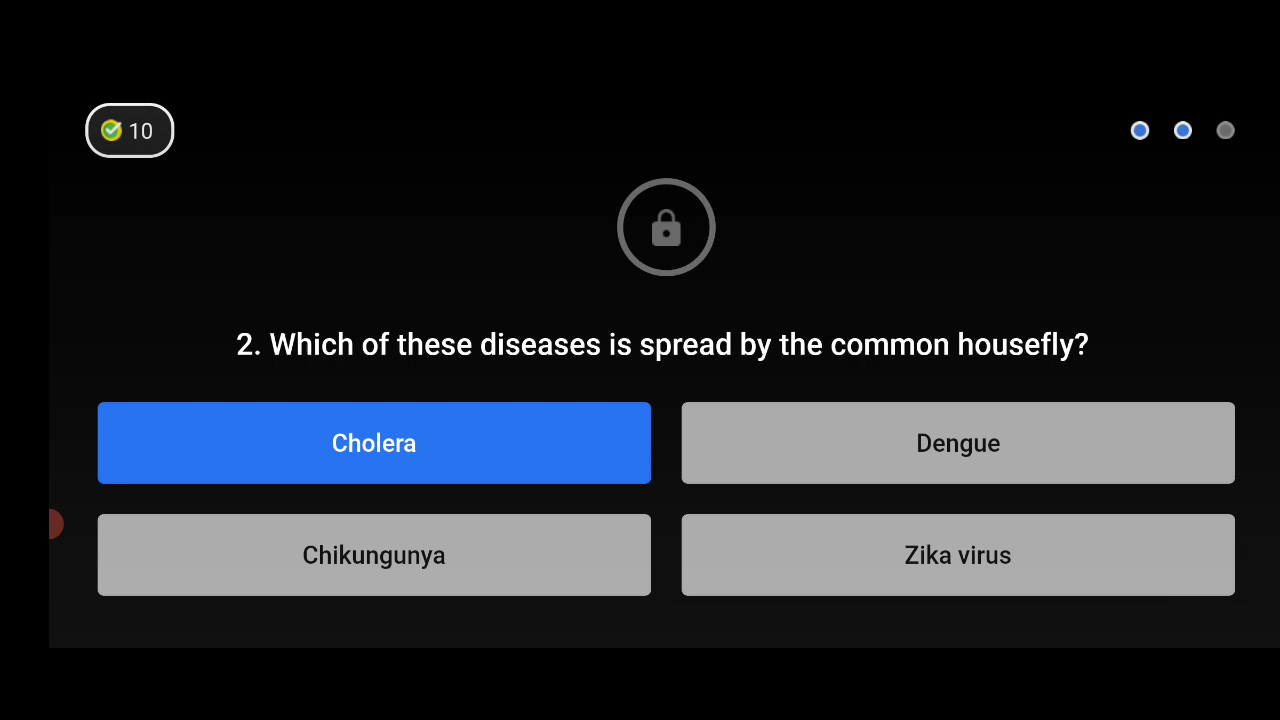 10
2. Which of these diseases is spread by the common housefly?
Cholera
Dengue
Chikungunya
Zika virus